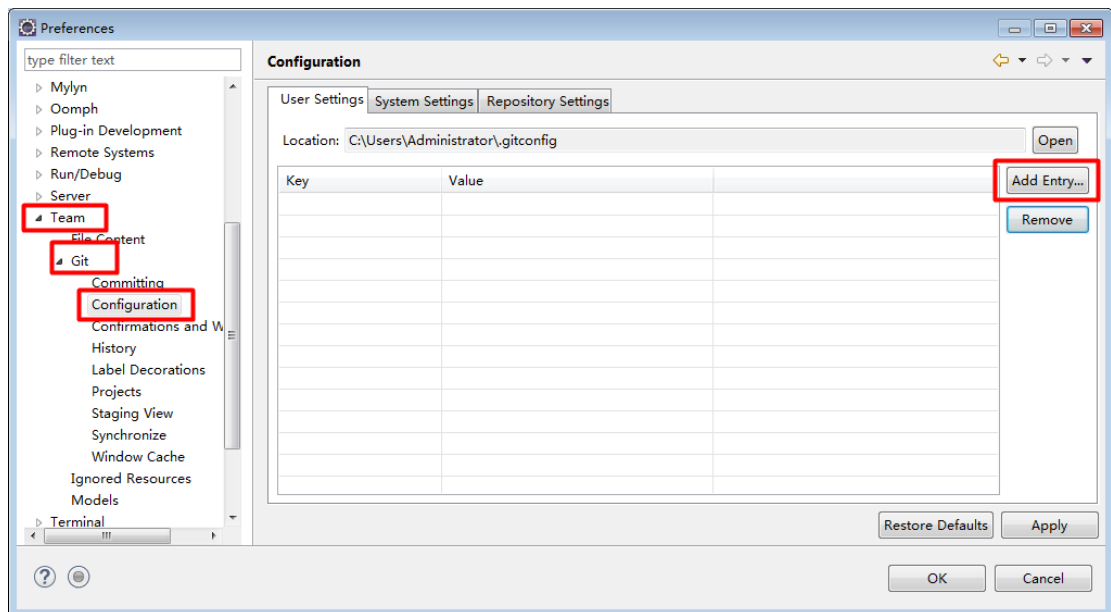 Preferences
type filter text
Mylyn
Oomph
Plug-in Development
Remote Systems
Run/Debug
Server
Team
File Content
Git
Committing
Configuration
Confirmations and W
History
Label Decorations
Projects
Staging View
Synchronize
Window Cache
Ignored Resources
Models
Terminal
Configuration
User Settings System Settings Repository Settings
Location: C:\Users\Administrator\.gitconfig Open
Key Value Add Entry...
Remove
Restore Defaults Apply
OK Cancel